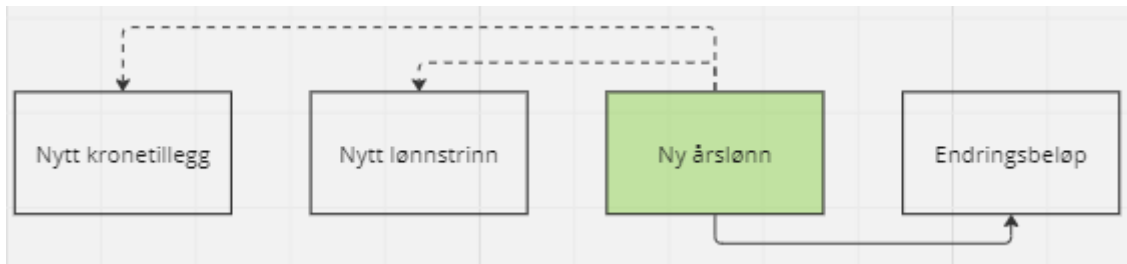 Nytt kronetillegg
Nytt lønnstrinn
Ny årslønn
Endringsbeløp